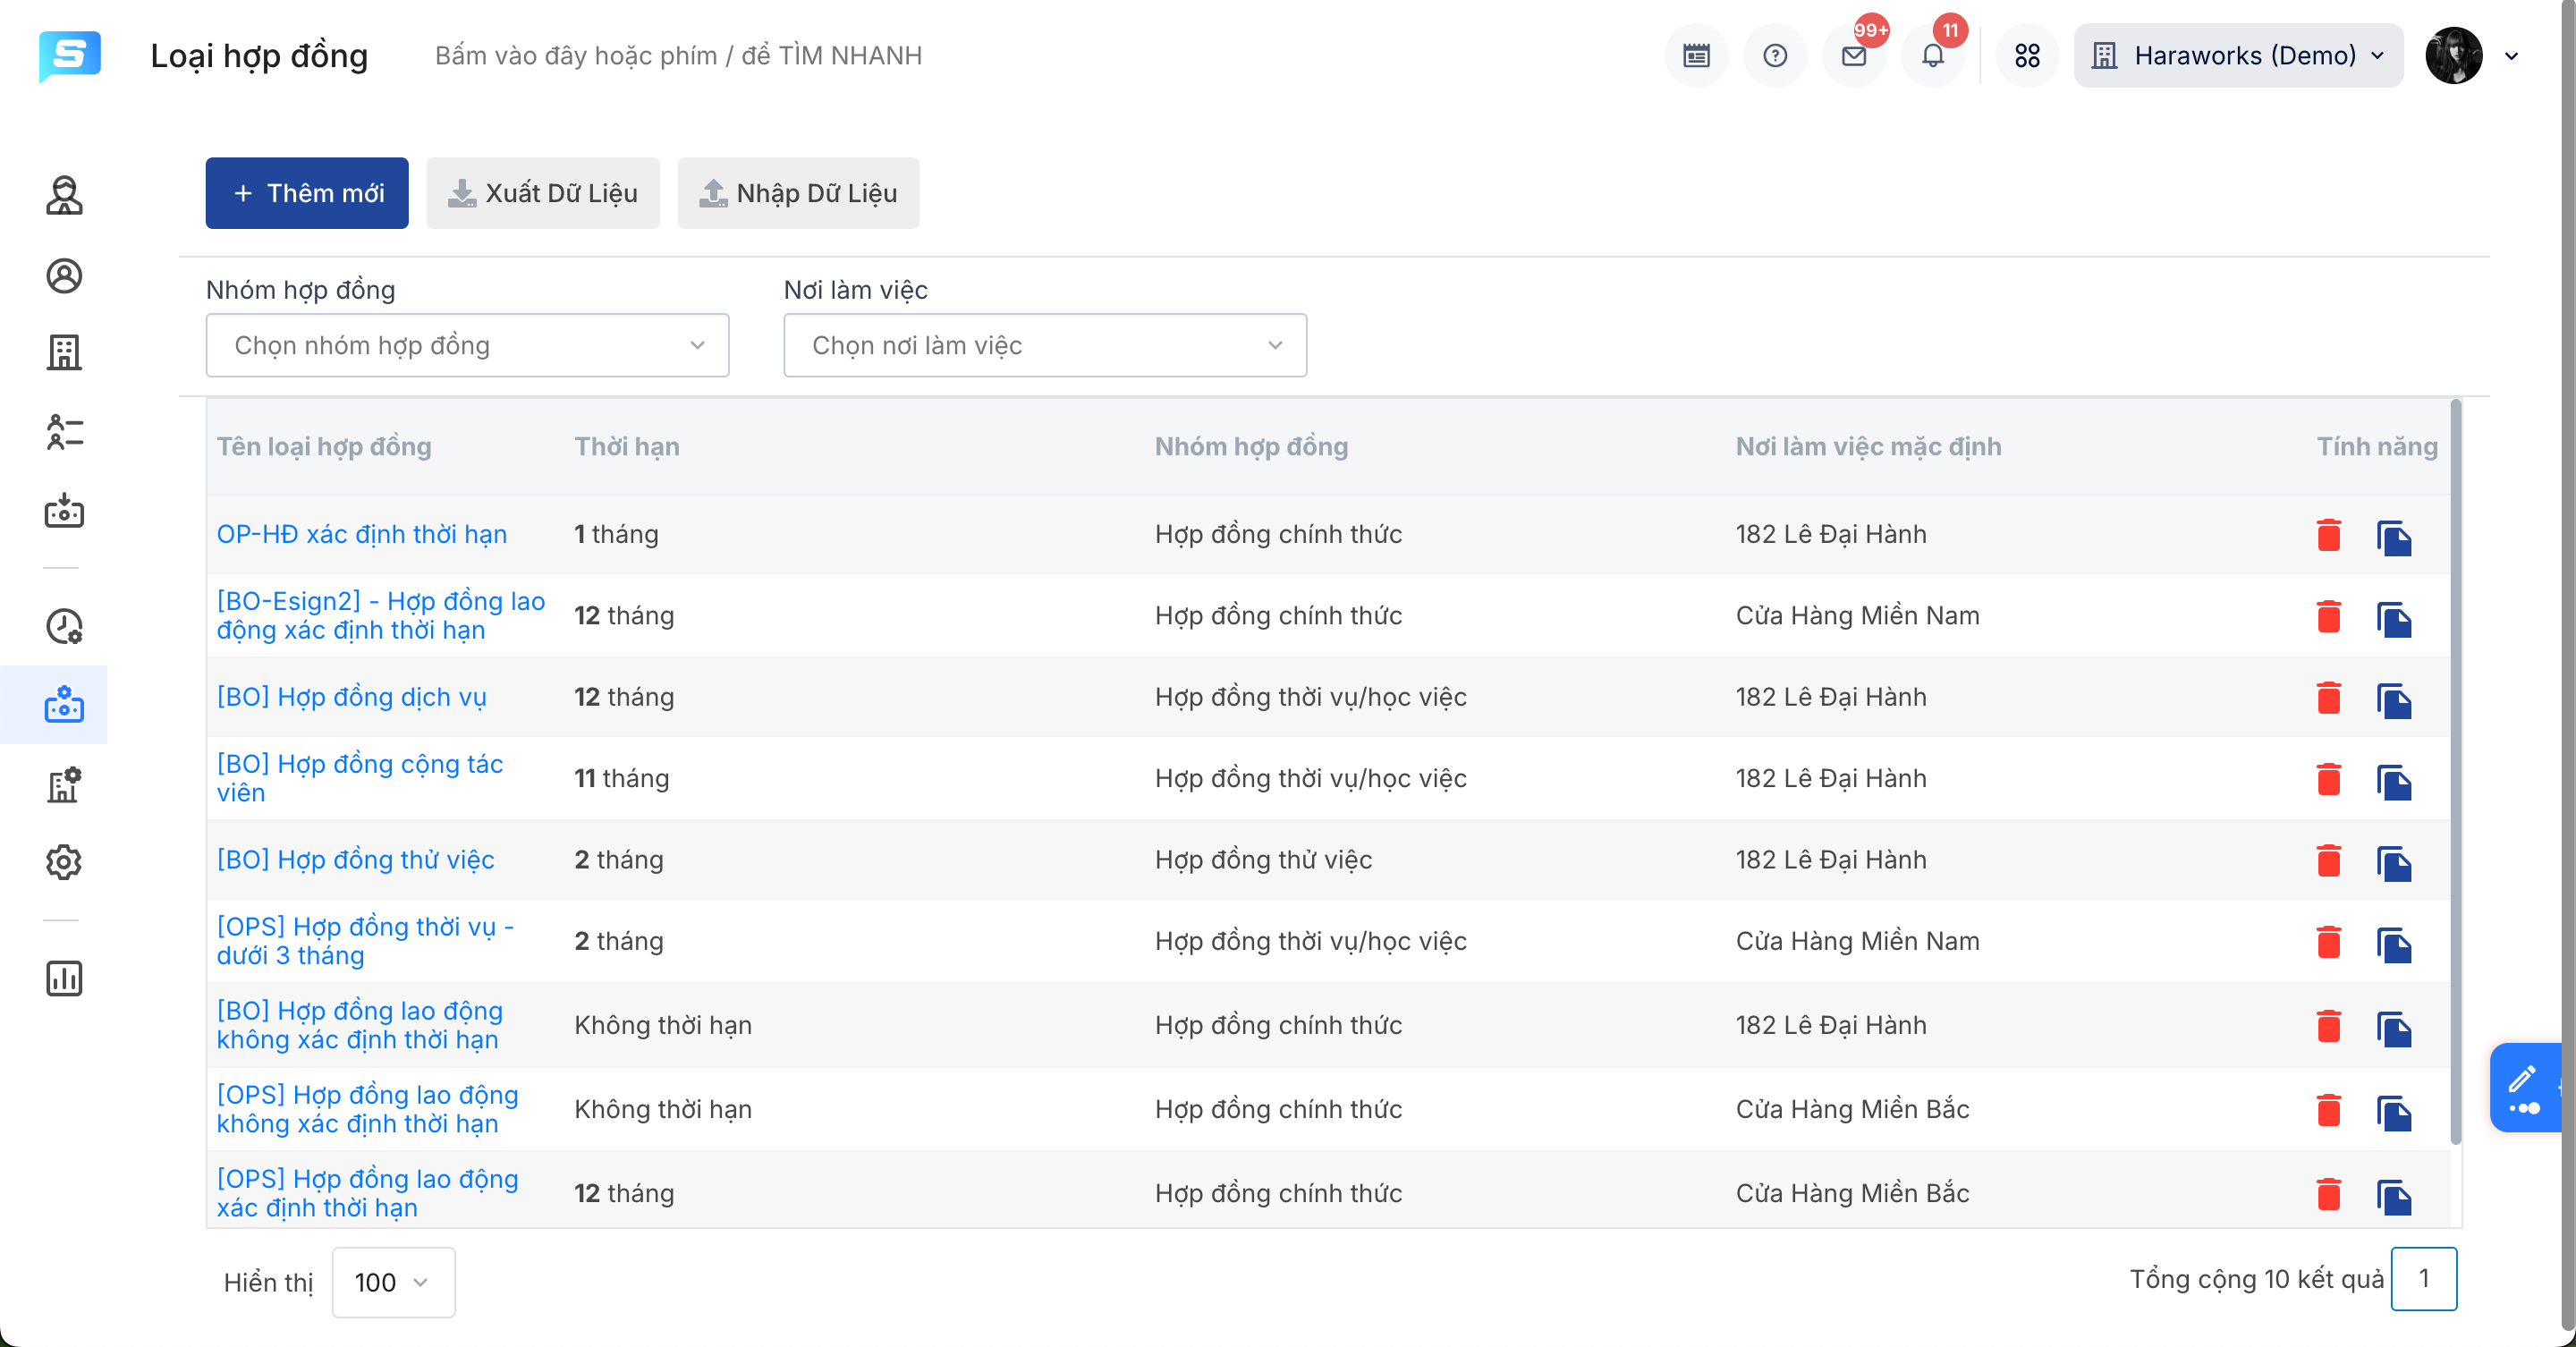 S
Loại hợp đồng
Bấm vào đây hoặc phím / để TÌM NHANH
99+
11
Haraworks (Demo)
+ Thêm mới
Xuất Dữ Liệu
Nhập Dữ Liệu
Nhóm hợp đồng
Nơi làm việc
Chọn nhóm hợp đồng
Chọn nơi làm việc
Tên loại hợp đồng
Thời hạn
Nhóm hợp đồng
Nơi làm việc mặc định
Tính năng
OP-HĐ xác định thời hạn
1 tháng
Hợp đồng chính thức
182 Lê Đại Hành
[BO-Esign2] - Hợp đồng lao
động xác định thời hạn
12 tháng
Hợp đồng chính thức
Cửa Hàng Miền Nam
[BO] Hợp đồng dịch vụ
12 tháng
Hợp đồng thời vụ/học việc
182 Lê Đại Hành
[BO] Hợp đồng cộng tác
viên
11 tháng
Hợp đồng thời vụ/học việc
182 Lê Đại Hành
[BO] Hợp đồng thử việc
2 tháng
Hợp đồng thử việc
182 Lê Đại Hành
[OPS] Hợp đồng thời vụ -
dưới 3 tháng
2 tháng
Hợp đồng thời vụ/học việc
Cửa Hàng Miền Nam
[BO] Hợp đồng lao động
không xác định thời hạn
Không thời hạn
Hợp đồng chính thức
182 Lê Đại Hành
[OPS] Hợp đồng lao động
không xác định thời hạn
Không thời hạn
Hợp đồng chính thức
Cửa Hàng Miền Bắc
[OPS] Hợp đồng lao động
xác định thời hạn
12 tháng
Hợp đồng chính thức
Cửa Hàng Miền Bắc
Hiển thị
100
Tổng cộng 10 kết quả
1